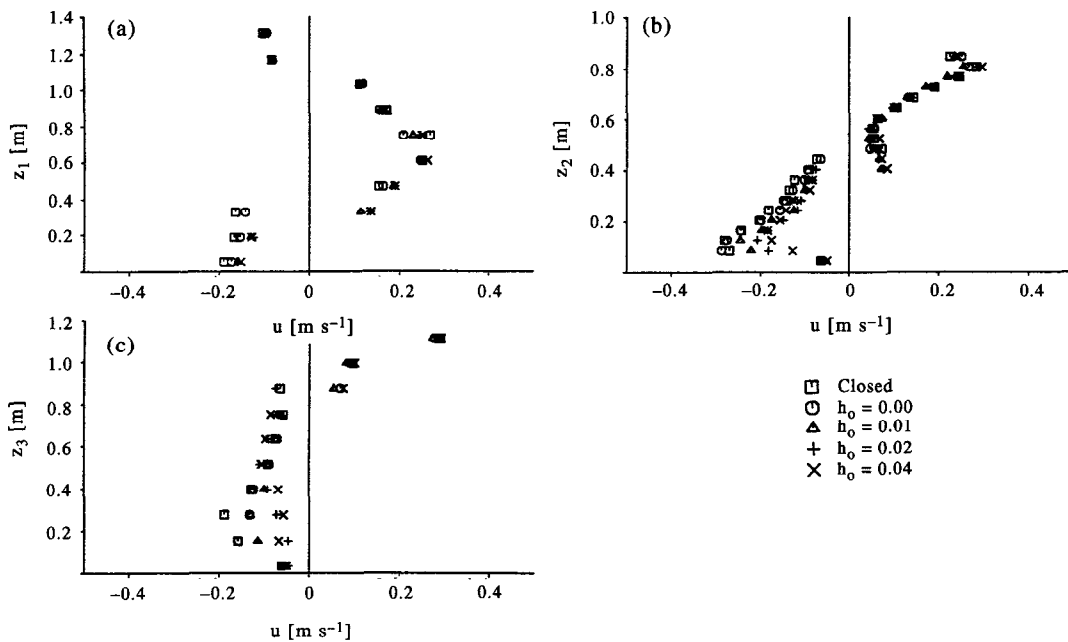 (a)
1.4
1.2
1.0
0.8
0.6
0.4
0.2
z1 [m]
−0.4 −0.2 0 0.2 0.4
u [m s−1]
(b)
1.0
0.8
0.6
0.4
0.2
z2 [m]
−0.4 −0.2 0 0.2 0.4
u [m s−1]
(c)
1.2
1.0
0.8
0.6
0.4
0.2
z3 [m]
−0.4 −0.2 0 0.2 0.4
u [m s−1]
Closed
ho = 0.00
ho = 0.01
ho = 0.02
ho = 0.04